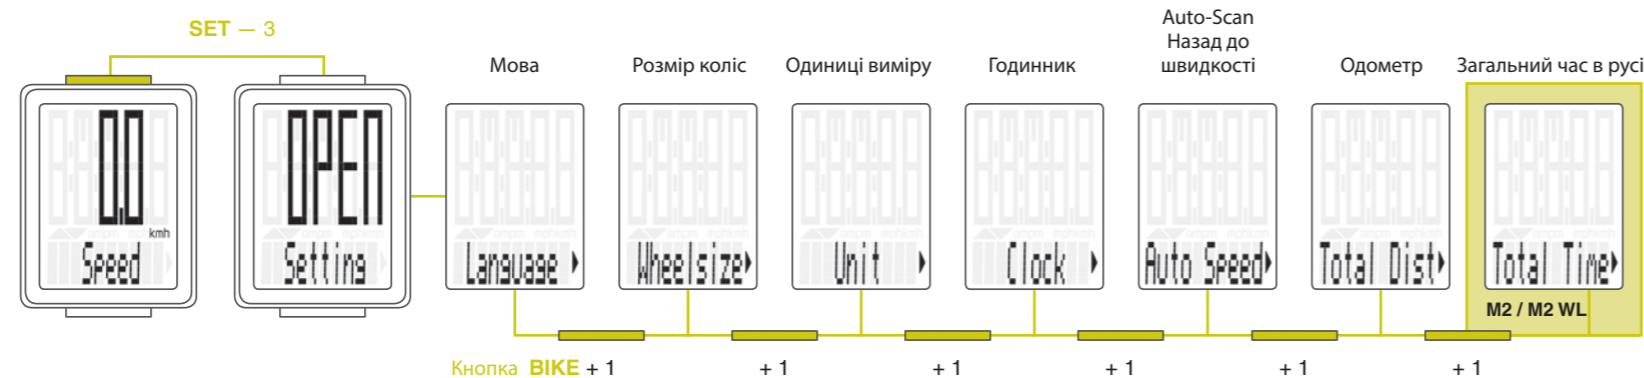 SET — 3
Мова
Розмір коліс
Одиниці виміру
Годинник
Auto-Scan
Назад до
швидкості
Одометр
Загальний час в русі
0.0
kmh
Speed
OPEN
Setting
Language
Wheelsize
Unit
Clock
Auto Speed
Total Dist
Total Time
M2 / M2 WL
Кнопка BIKE + 1
+ 1
+ 1
+ 1
+ 1
+ 1